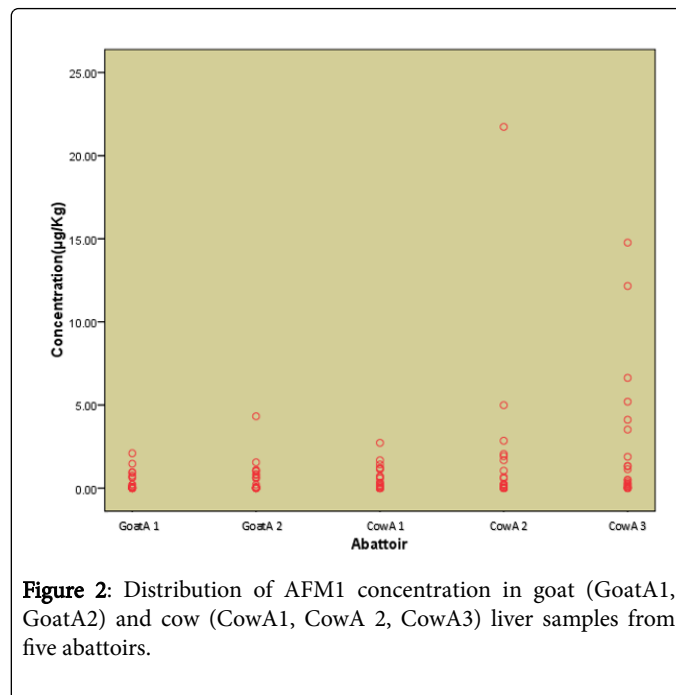 25.00
20.00
15.00
10.00
5.00
0.00
Concentration(µg/Kg)
GoatA 1
GoatA 2
CowA 1
CowA 2
CowA 3
Abattoir
Figure 2: Distribution of AFM1 concentration in goat (GoatA1,
GoatA2) and cow (CowA1, CowA 2, CowA3) liver samples from
five abattoirs.